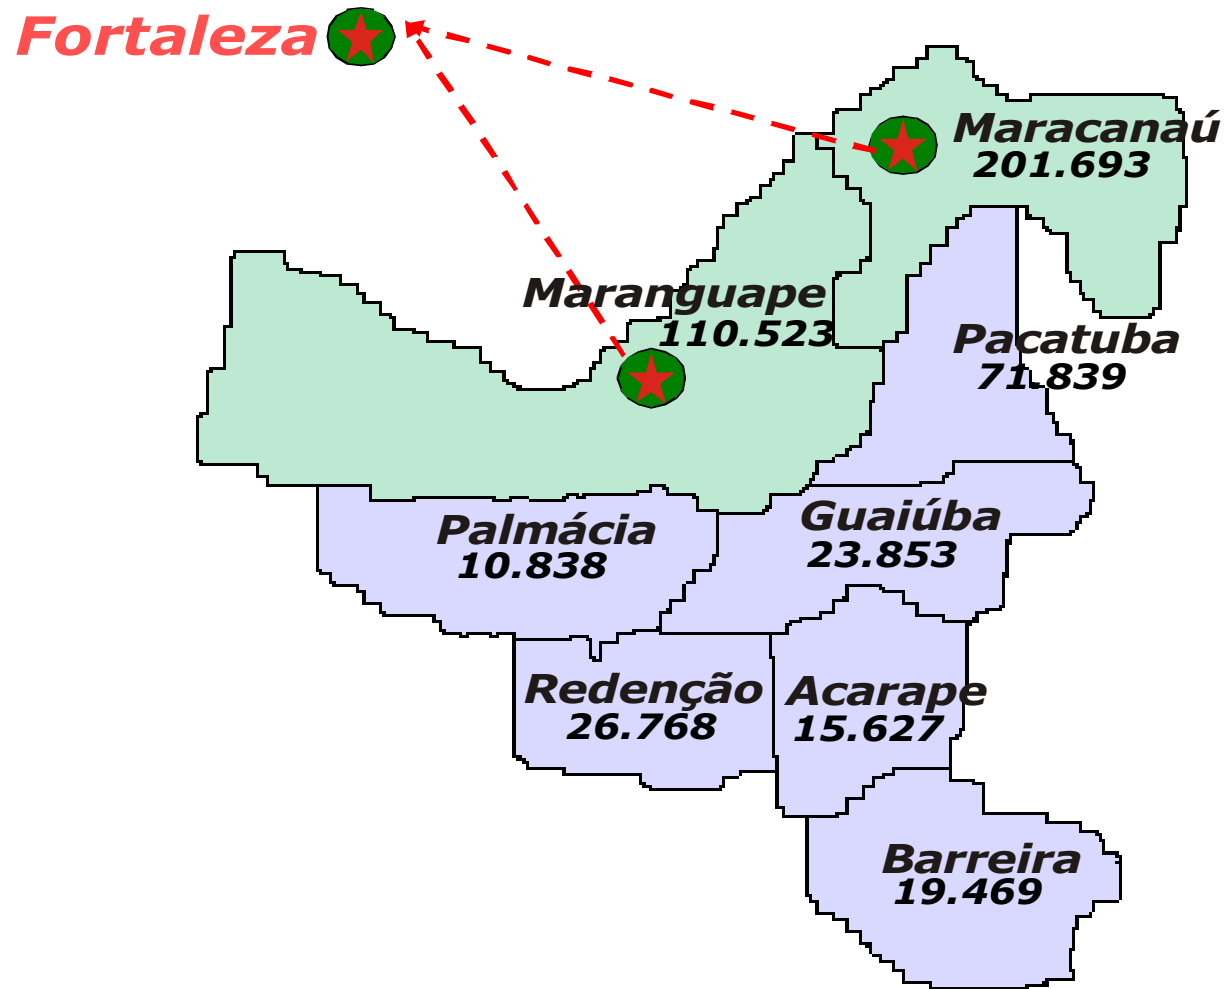 Fortaleza
Maracanaú
201.693
Maranguape
110.523
Pacatuba
71.839
Palmácia
10.838
Guaiúba
23.853
Redenção
26.768
Acarape
15.627
Barreira
19.469